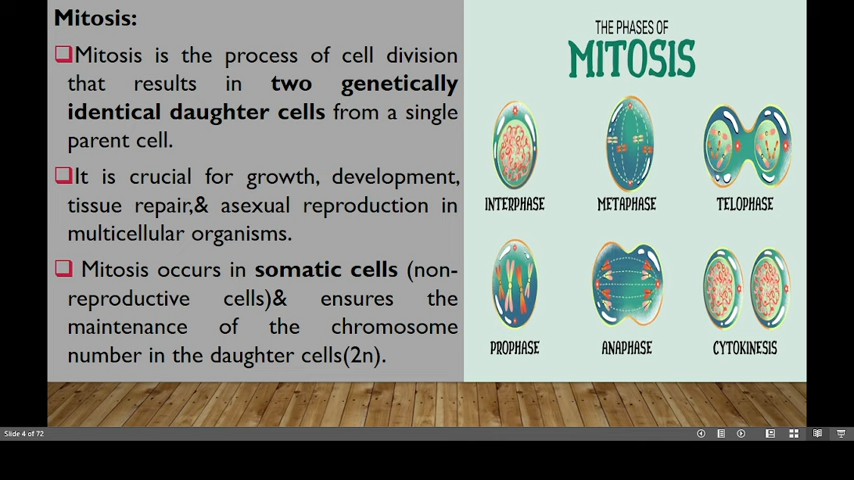 Mitosis:
❑Mitosis is the process of cell division
that results in two genetically
identical daughter cells from a single
parent cell.
❑It is crucial for growth, development,
tissue repair,& asexual reproduction in
multicellular organisms.
❑ Mitosis occurs in somatic cells (non-
reproductive cells)& ensures the
maintenance of the chromosome
number in the daughter cells(2n).
THE PHASES OF
MITOSIS
INTERPHASE
METAPHASE
TELOPHASE
PROPHASE
ANAPHASE
CYTOKINESIS
Slide 4 of 72